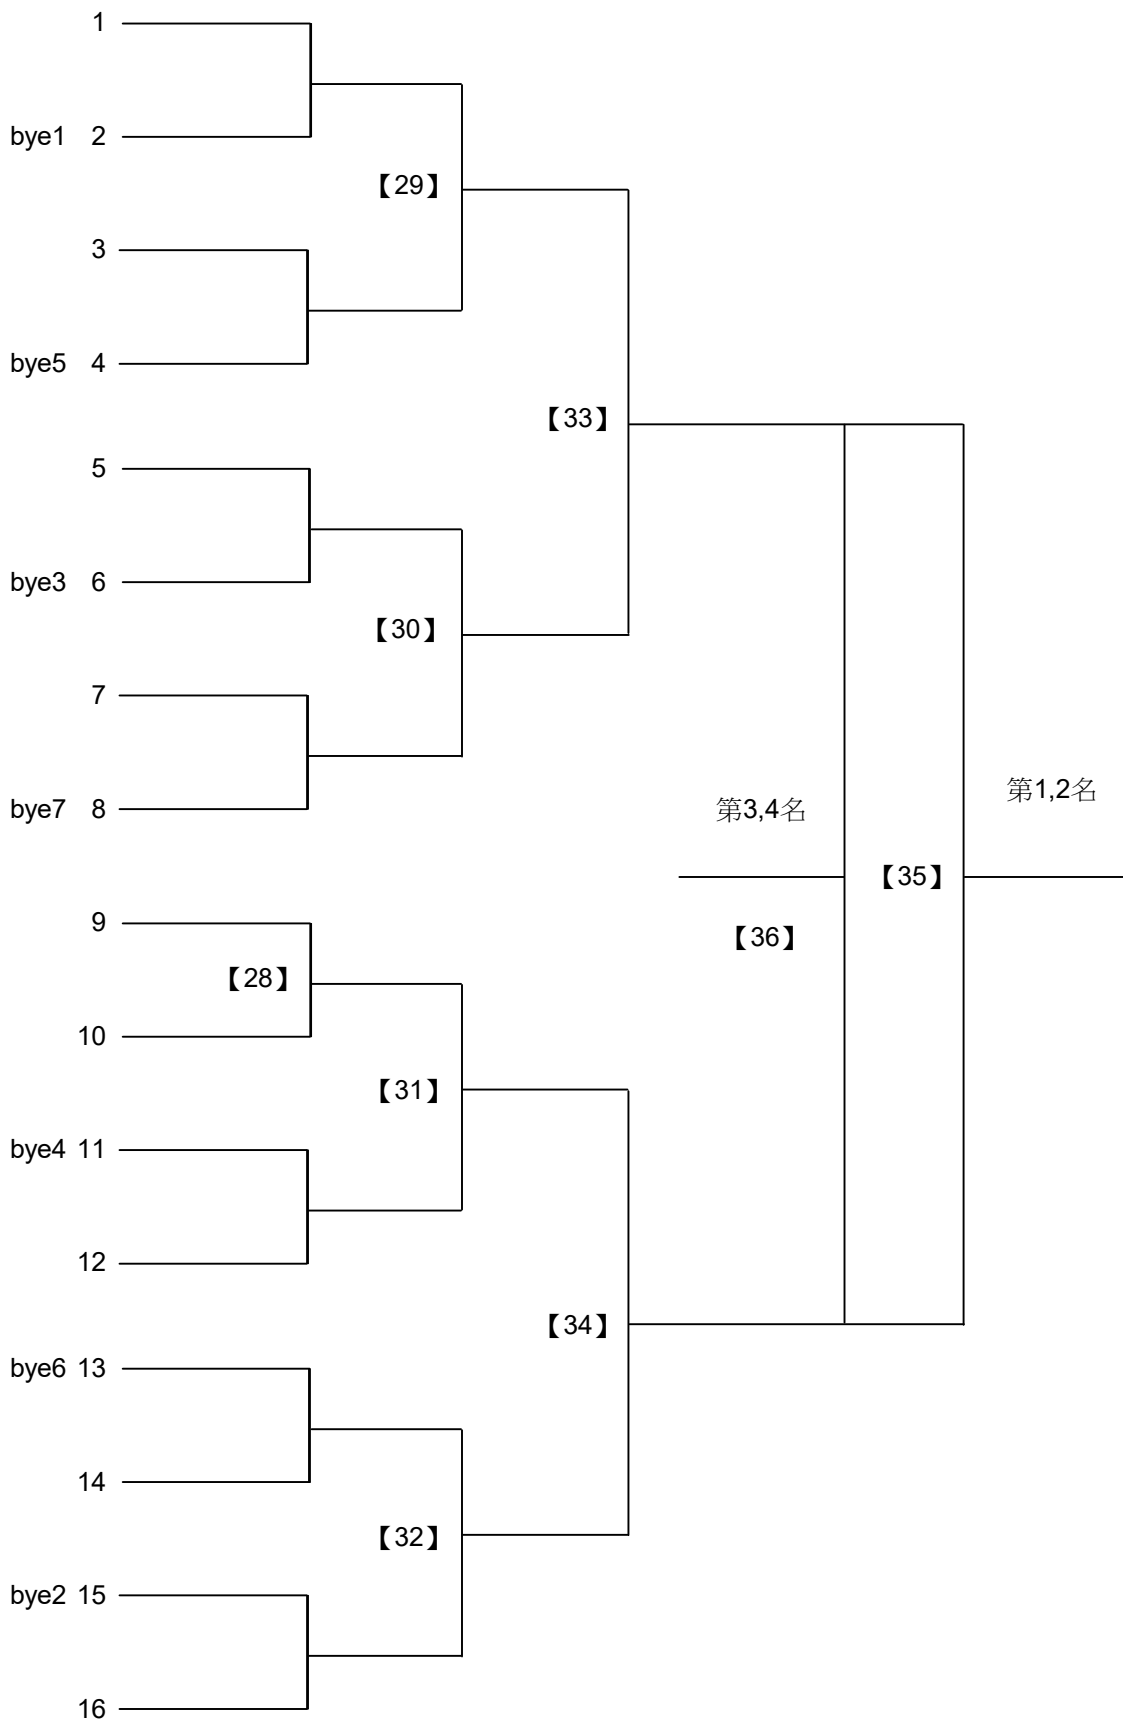 1
bye1 2
【29】
3
bye5 4
【33】
5
bye3 6
【30】
7
第1,2名
bye7 8
第3,4名
【35】
9
【36】
【28】
10
【31】
bye4 11
12
【34】
bye6 13
14
【32】
bye2 15
16